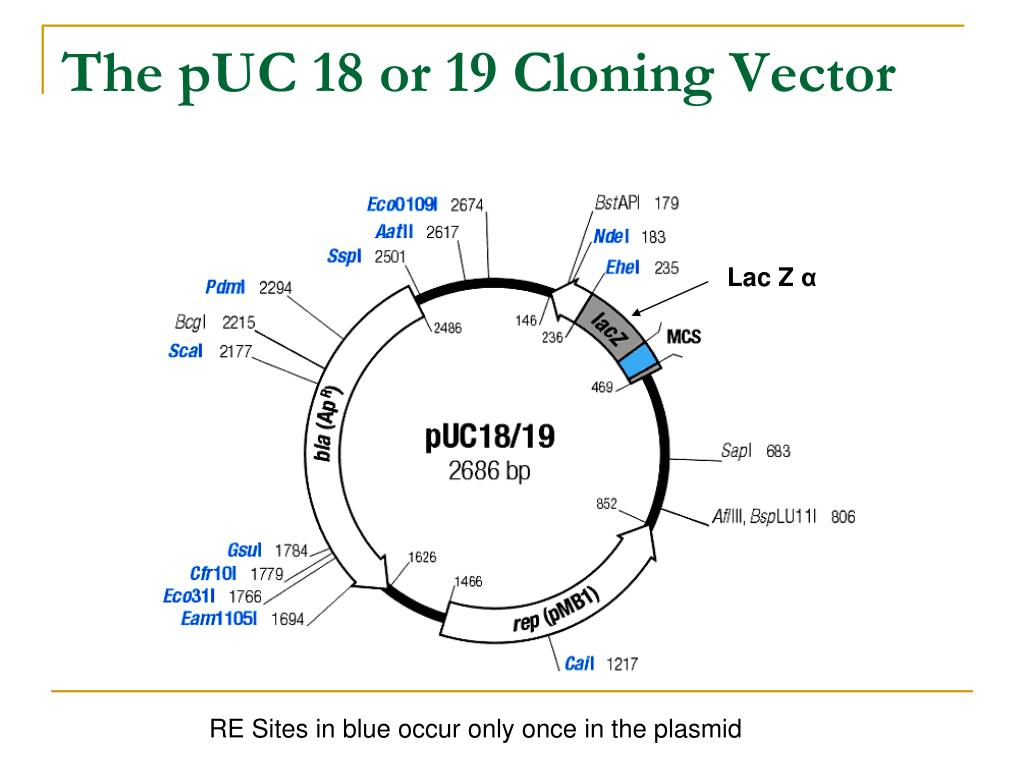 The pUC 18 or 19 Cloning Vector
Eco0109I 2674
BstAPI 179
AatII 2617
NdeI 183
SspI 2501
EheI 235
Lac Z α
PdmI 2294
BcgI 2215
ScaI 2177
2486
146
236
lacZ
MCS
469
bla (ApR)
pUC18/19
2686 bp
SapI 683
852
AflIII, BspLU11I 806
GsuI 1784
Cfr10I 1779
Eco31I 1766
Eam1105I 1694
1626
1466
rep (pMB1)
CaiI 1217
RE Sites in blue occur only once in the plasmid